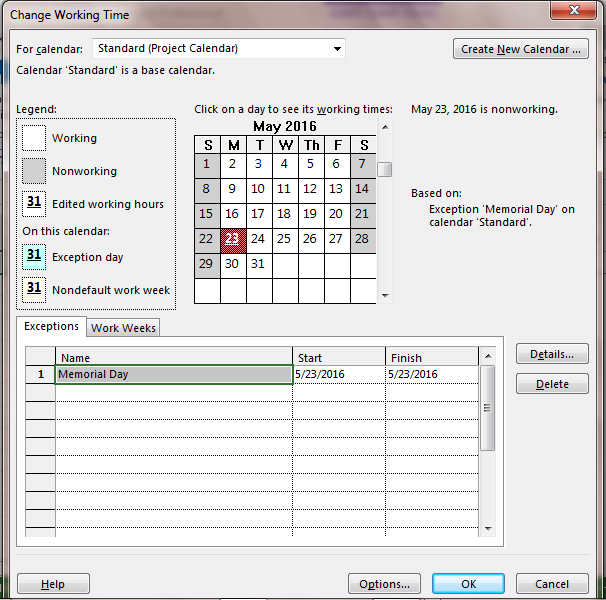 Change Working Time
For calendar: Standard (Project Calendar)
Create New Calendar ...
Calendar 'Standard' is a base calendar.
Legend:
Working
Nonworking
31 Edited working hours
On this calendar:
31 Exception day
31 Nondefault work week
Click on a day to see its working times:
May 2016
S M T W Th F S
1 2 3 4 5 6 7
8 9 10 11 12 13 14
15 16 17 18 19 20 21
22 23 24 25 26 27 28
29 30 31
May 23, 2016 is nonworking.
Based on:
Exception 'Memorial Day' on
calendar 'Standard'.
Exceptions Work Weeks
Name Start Finish
1 Memorial Day 5/23/2016 5/23/2016
Details...
Delete
Help Options... OK Cancel